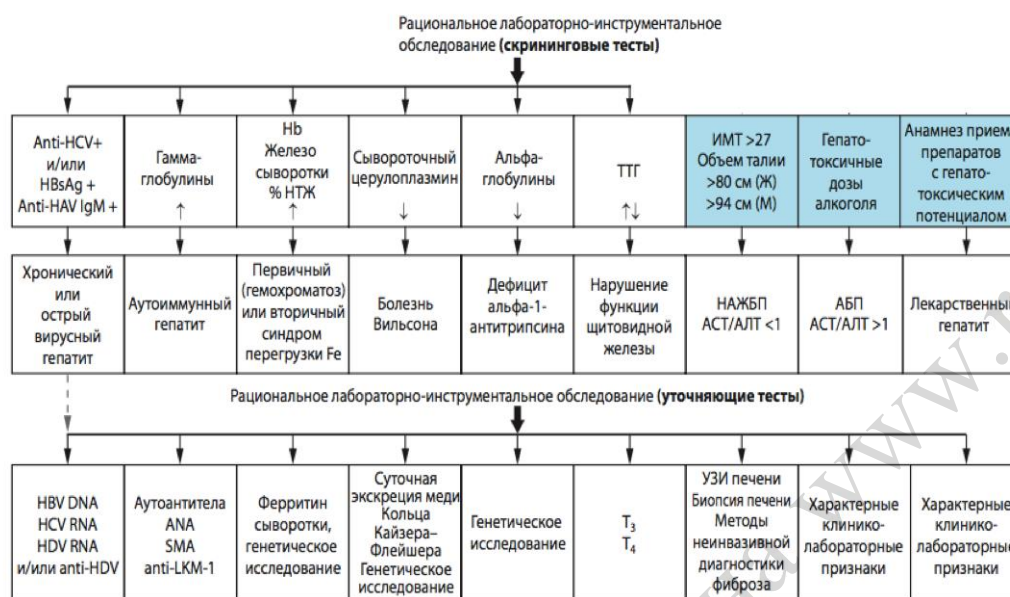 Рациональное лабораторно-инструментальное
обследование (скрининговые тесты)
Anti-HCV+
и/или
HBsAg +
Anti-HAV IgM +
Гамма-
глобулины
↑
Hb
Железо
сыворотки
% НТЖ
↑
Сывороточный
церулоплазмин
↓
Альфа-
глобулины
↓
ТТГ
↑↓
ИМТ >27
Объем талии
>80 см (Ж)
>94 см (М)
Гепато-
токсичные
дозы
алкоголя
Анамнез прием
препаратов
с гепато-
токсическим
потенциалом
Хронический
или
острый
вирусный
гепатит
Аутоиммунный
гепатит
Первичный
(гемохроматоз)
или вторичный
синдром
перегрузки Fe
Болезнь
Вильсона
Дефицит
альфа-1-
антитрипсина
Нарушение
функции
щитовидной
железы
НАЖБП
АСТ/АЛТ <1
АБП
АСТ/АЛТ >1
Лекарственный
гепатит
Рациональное лабораторно-инструментальное обследование (уточняющие тесты)
HBV DNA
HCV RNA
HDV RNA
и/или anti-HDV
Аутоантитела
ANA
SMA
anti-LKM-1
Ферритин
сыворотки,
генетическое
исследование
Суточная
экскреция меди
Кольца
Кайзера–
Флейшера
Генетическое
исследование
Генетическое
исследование
T3
T4
УЗИ печени
Биопсия печени
Методы
неинвазивной
диагностики
фиброза
Характерные
клинико-
лабораторные
признаки
Характерные
клинико-
лабораторные
признаки
www.